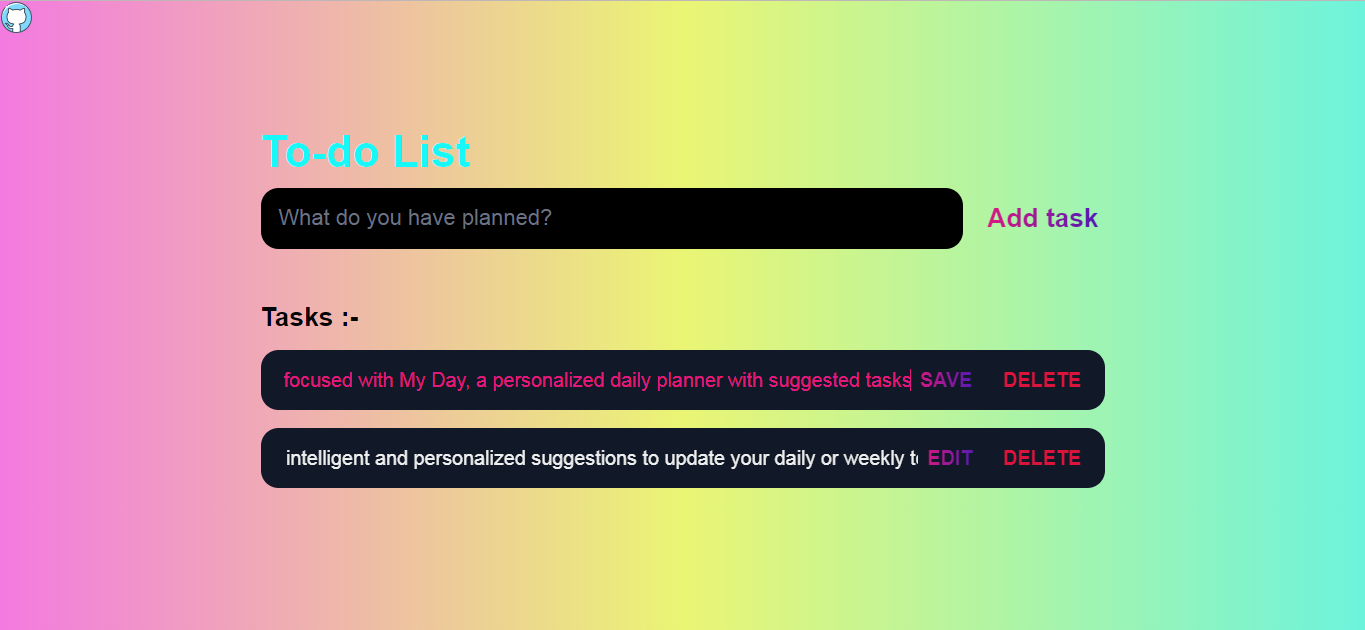 To-do List
What do you have planned?
Add task
Tasks :-
focused with My Day, a personalized daily planner with suggested tasks
SAVE
DELETE
intelligent and personalized suggestions to update your daily or weekly
EDIT
DELETE